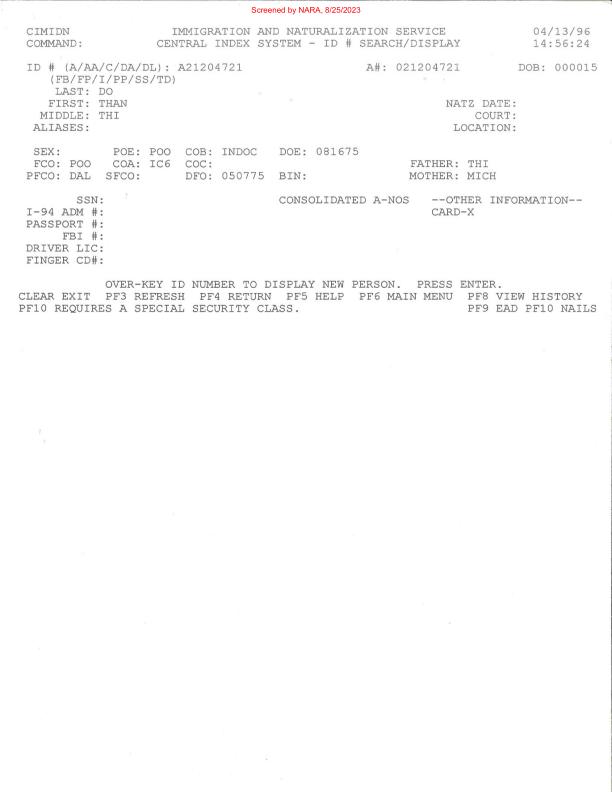 Screened by NARA, 8/25/2023
CIMIDN IMMIGRATION AND NATURALIZATION SERVICE 04/13/96
COMMAND: CENTRAL INDEX SYSTEM - ID # SEARCH/DISPLAY 14:56:24
ID # (A/AA/C/DA/DL): A21204721 A#: 021204721 DOB: 000015
(FB/FP/I/PP/SS/TD)
LAST: DO
FIRST: THAN NATZ DATE:
MIDDLE: THI COURT:
ALIASES: LOCATION:
SEX: POE: POO COB: INDOC DOE: 081675
FCO: POO COA: IC6 COC: FATHER: THI
PFCO: DAL SFCO: DFO: 050775 BIN: MOTHER: MICH
SSN: CONSOLIDATED A-NOS --OTHER INFORMATION--
I-94 ADM #: CARD-X
PASSPORT #:
FBI #:
DRIVER LIC:
FINGER CD#:
OVER-KEY ID NUMBER TO DISPLAY NEW PERSON. PRESS ENTER.
CLEAR EXIT PF3 REFRESH PF4 RETURN PF5 HELP PF6 MAIN MENU PF8 VIEW HISTORY
PF10 REQUIRES A SPECIAL SECURITY CLASS. PF9 EAD PF10 NAILS